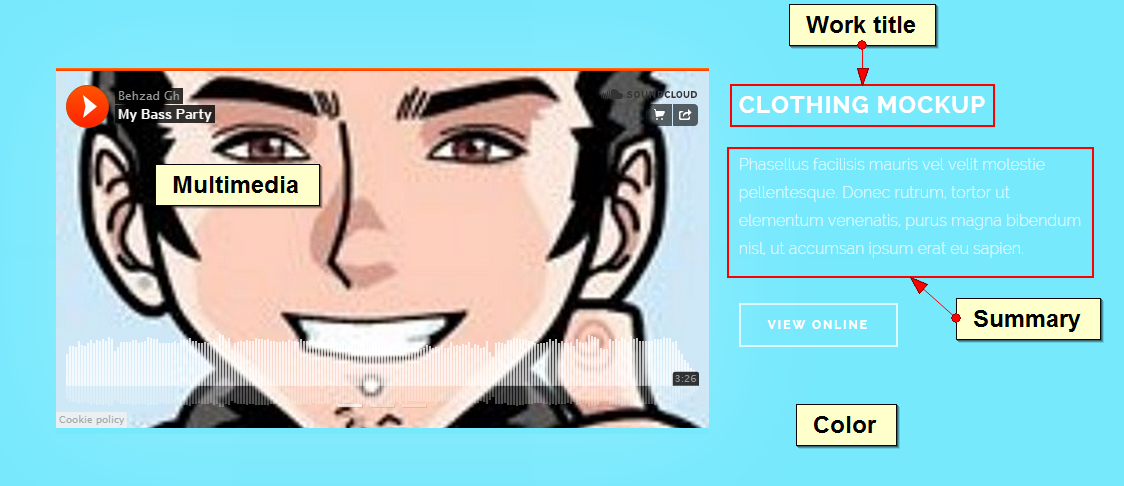 Work title
CLOTHING MOCKUP
Behzad Gh
My Bass Party
SOUNDCLOUD
Multimedia
Phasellus facilisis mauris vel velit molestie
pellentesque. Donec rutrum, tortor ut
elementum venenatis, purus magna bibendum
nisl, ut accumsan ipsum erat eu sapien.
VIEW ONLINE
Summary
3:26
Cookie policy
Color